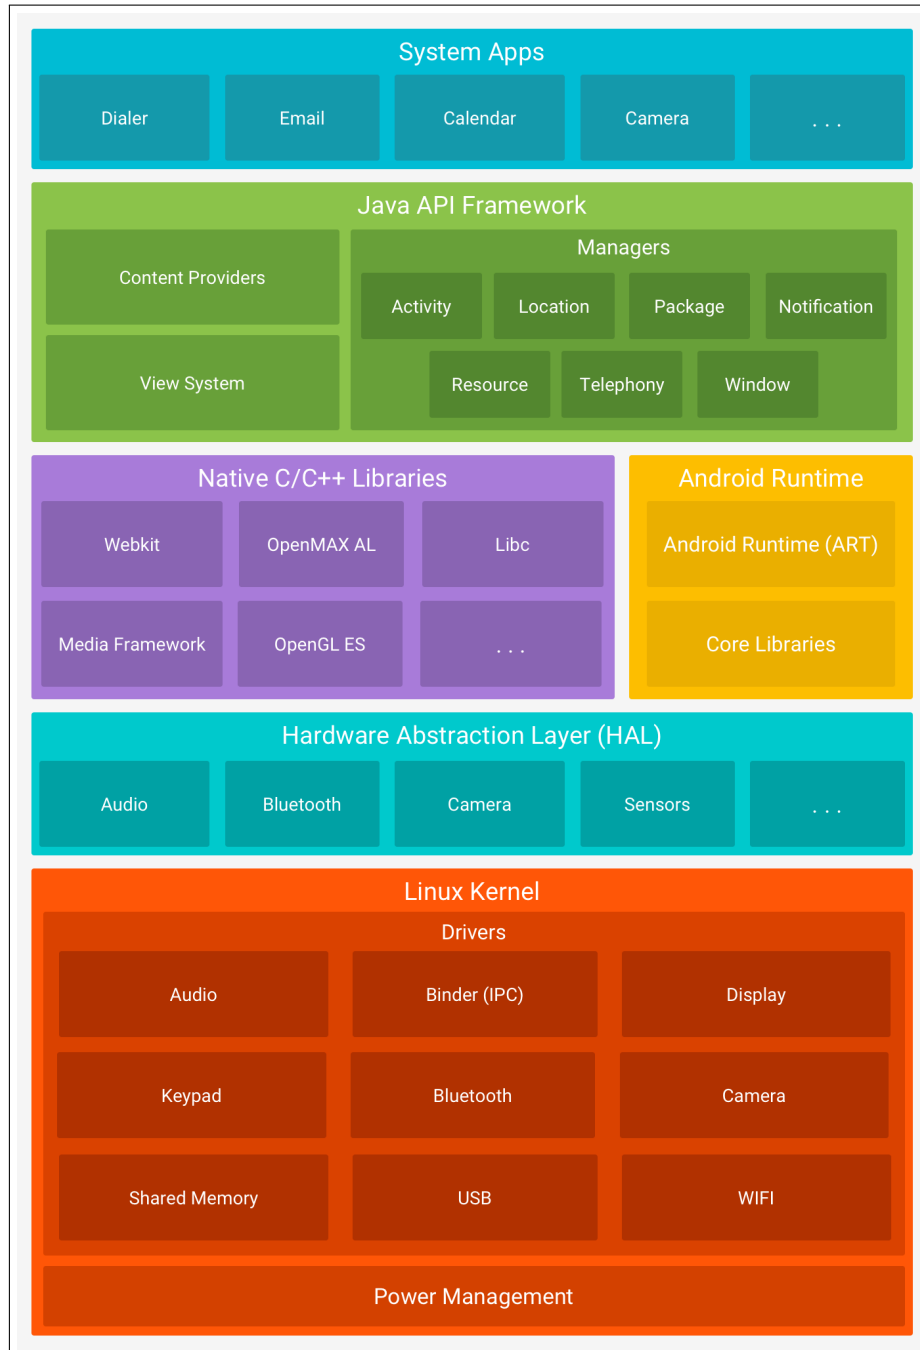 System Apps
Dialer Email Calendar Camera . . .
Java API Framework
Content Providers
View System
Managers
Activity Location Package Notification
Resource Telephony Window
Native C/C++ Libraries
Webkit OpenMAX AL Libc
Media Framework OpenGL ES . . .
Android Runtime
Android Runtime (ART)
Core Libraries
Hardware Abstraction Layer (HAL)
Audio Bluetooth Camera Sensors . . .
Linux Kernel
Drivers
Audio Binder (IPC) Display
Keypad Bluetooth Camera
Shared Memory USB WIFI
Power Management